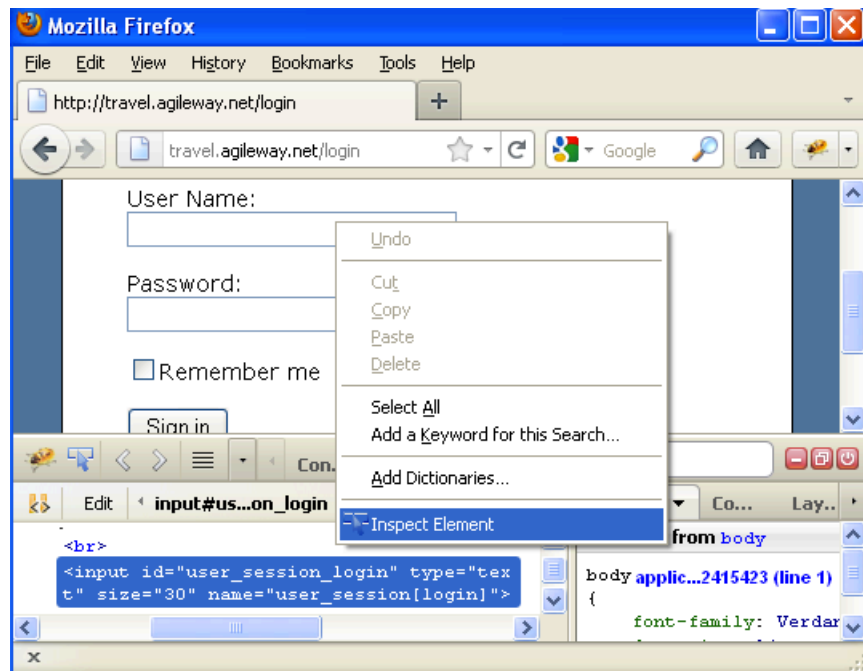 Mozilla Firefox
File Edit View History Bookmarks Tools Help
http://travel.agileway.net/login
travel.agileway.net/login Google
User Name:
Undo
Password:
Cut
Copy
Paste
Delete
Remember me
Select All
Sign in
Add a Keyword for this Search...
Con..
Add Dictionaries...
Edit input#us...on_login Co... Lay..
Inspect Element
from body
<br>
<input id="user_session_login" type="tex
t" size="30" name="user_session[login]">
body applic...2415423 (line 1)
{
font-family: Verdan